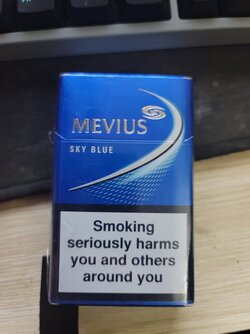 MEVIUS
SKY BLUE
Smoking
seriously harms
you and others
around you